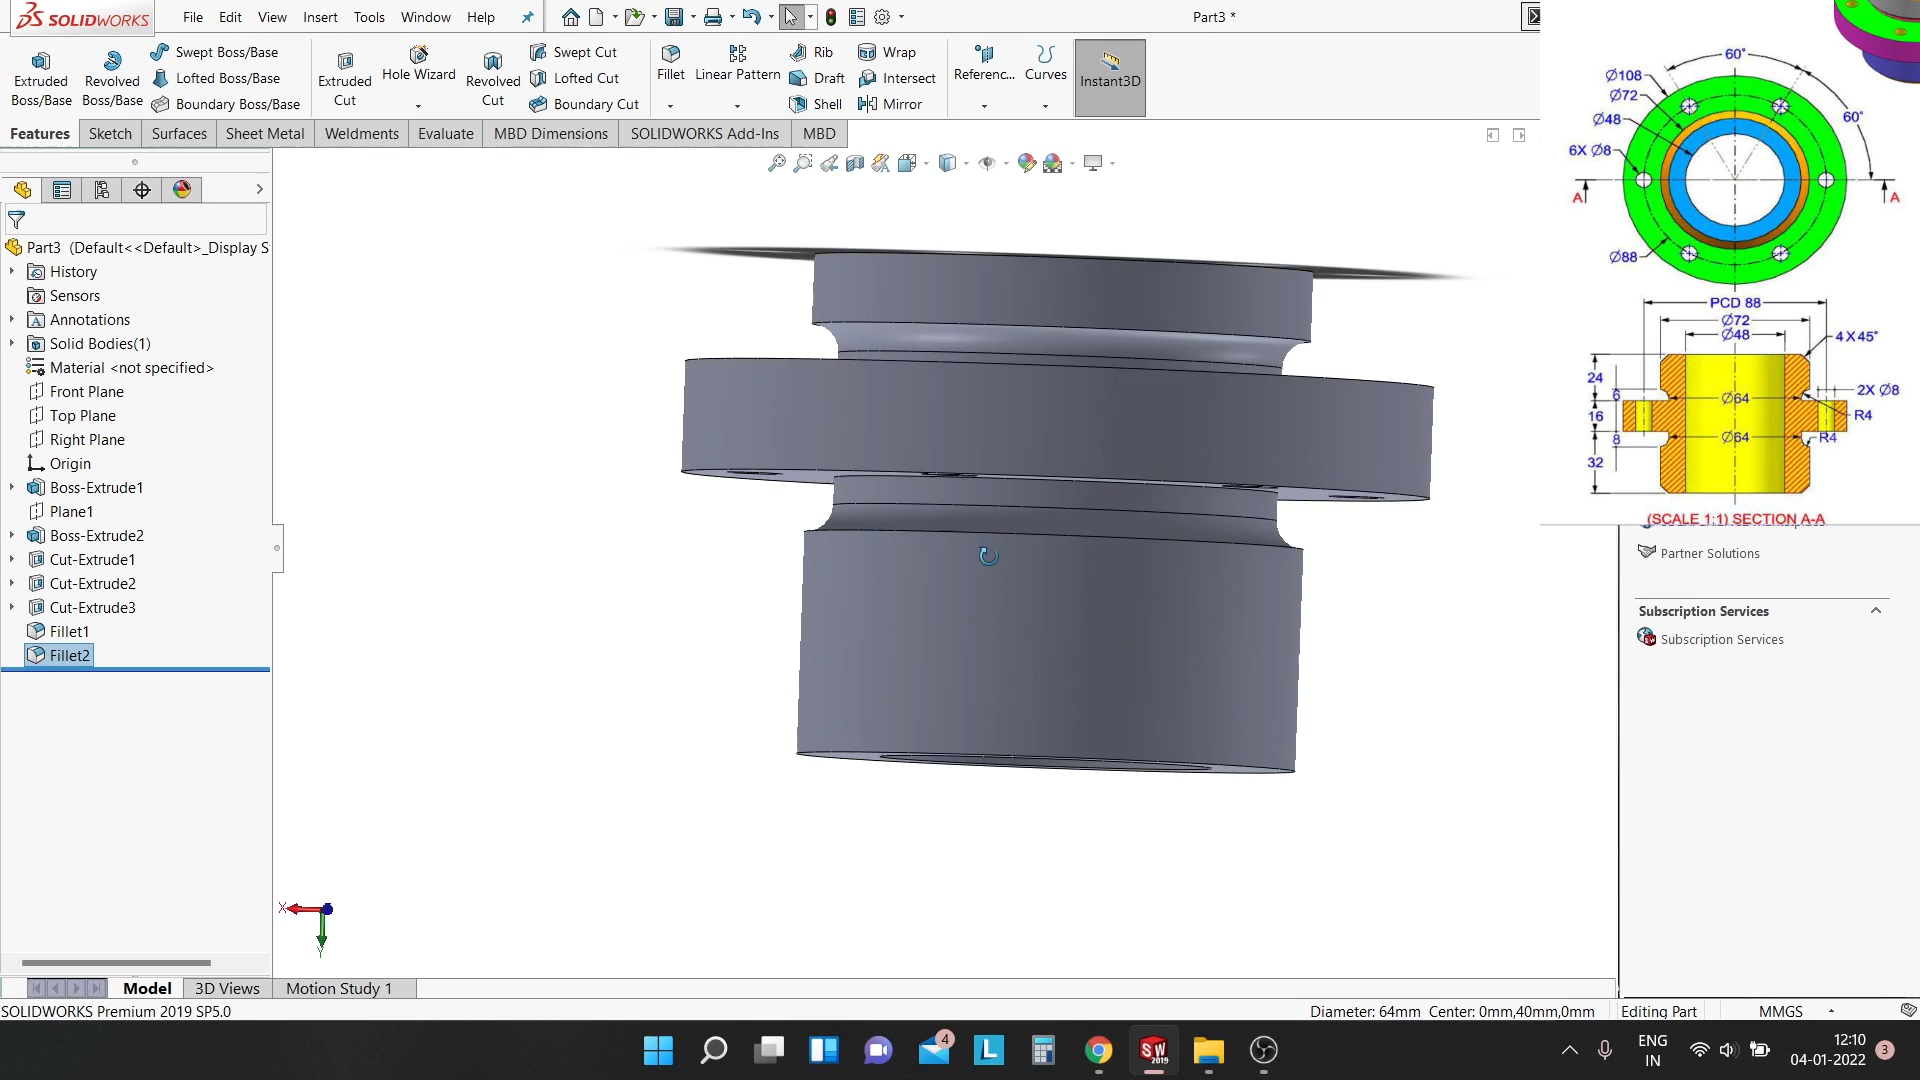 SOLIDWORKS
File Edit View Insert Tools Window Help
Part3 *
Extruded Boss/Base
Revolved Boss/Base
Swept Boss/Base
Lofted Boss/Base
Boundary Boss/Base
Extruded Cut
Hole Wizard
Revolved Cut
Swept Cut
Lofted Cut
Boundary Cut
Fillet
Linear Pattern
Rib
Draft
Shell
Wrap
Intersect
Mirror
Referenc...
Curves
Instant3D
Features Sketch Surfaces Sheet Metal Weldments Evaluate MBD Dimensions SOLIDWORKS Add-Ins MBD
Part3 (Default<<Default>_Display S
History
Sensors
Annotations
Solid Bodies(1)
Material <not specified>
Front Plane
Top Plane
Right Plane
Origin
Boss-Extrude1
Plane1
Boss-Extrude2
Cut-Extrude1
Cut-Extrude2
Cut-Extrude3
Fillet1
Fillet2
X
Y
60°
Ø108
Ø72
Ø48
60°
6X Ø8
A
A
Ø88
PCD 88
Ø72
Ø48
4 X 45°
24
6
Ø64
2X Ø8
16
R4
8
Ø64
R4
32
(SCALE 1:1) SECTION A-A
Partner Solutions
Subscription Services
Subscription Services
Model 3D Views Motion Study 1
SOLIDWORKS Premium 2019 SP5.0
Diameter: 64mm Center: 0mm,40mm,0mm
Editing Part
MMGS
4
L
SW
2019
ENG
IN
12:10
04-01-2022
3